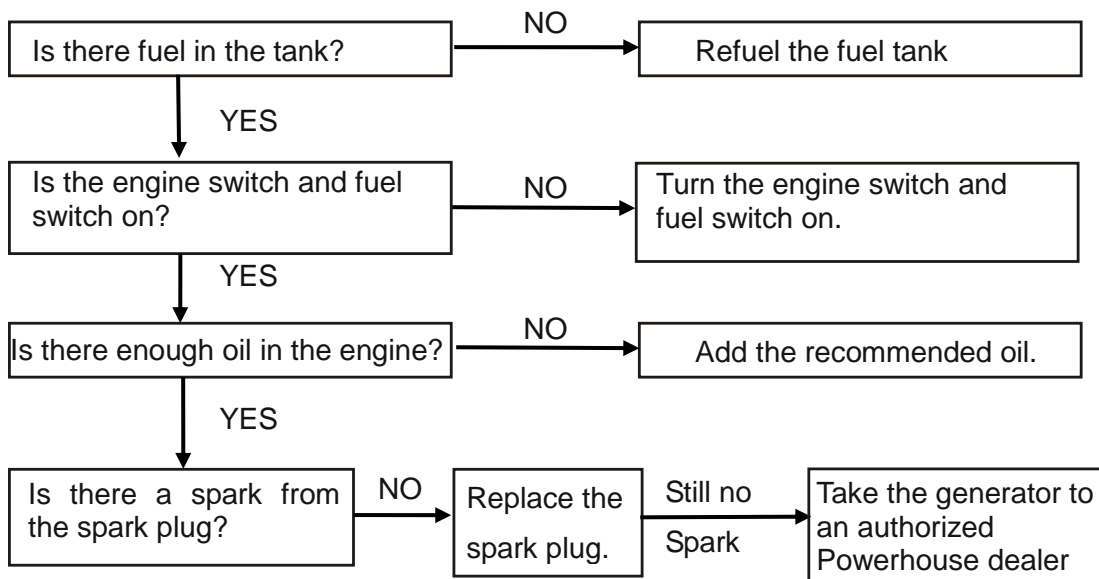 Is there fuel in the tank?
NO
Refuel the fuel tank
YES
Is the engine switch and fuel
switch on?
NO
Turn the engine switch and
fuel switch on.
YES
Is there enough oil in the engine?
NO
Add the recommended oil.
YES
Is there a spark from
the spark plug?
NO
Replace the
spark plug.
Still no
Spark
Take the generator to
an authorized
Powerhouse dealer